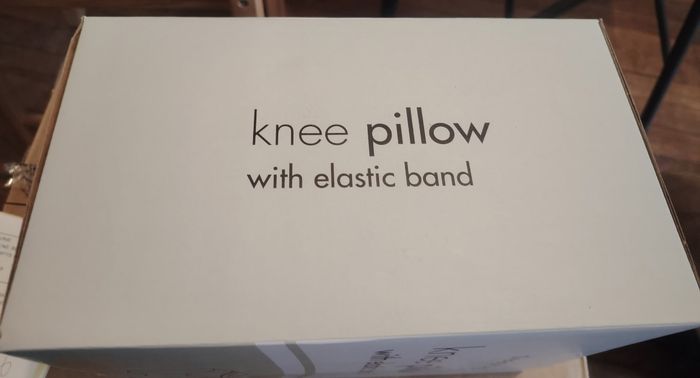 knee pillow
with elastic band